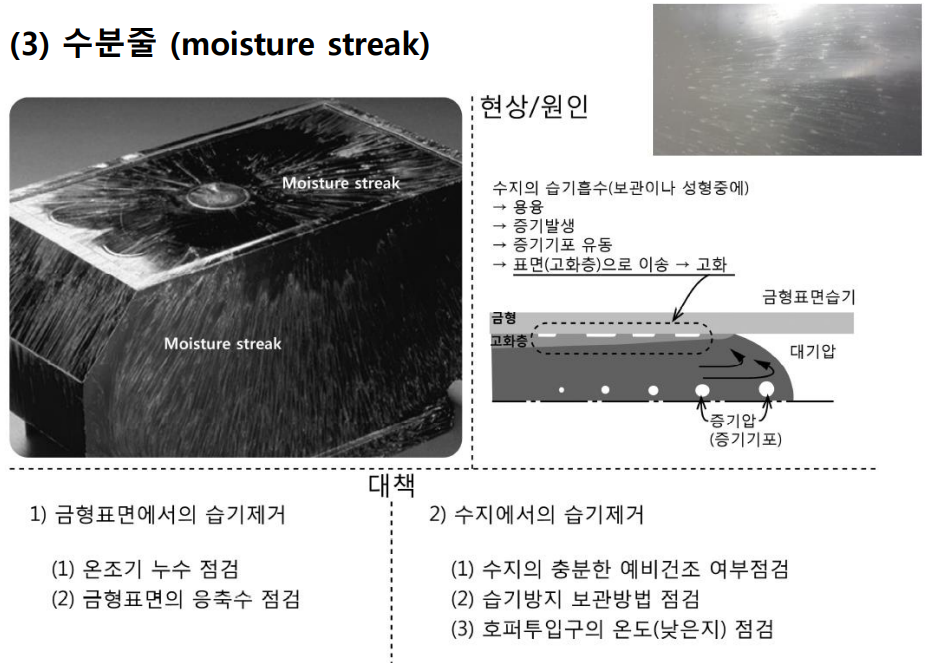 (3) 수분줄 (moisture streak)
Moisture streak
Moisture streak
현상/원인
수지의 습기흡수(보관이나 성형중에)
→ 용융
→ 증기발생
→ 증기기포 유동
→ 표면(고화층)으로 이송 → 고화
금형표면습기
금형
고화층
대기압
증기압
(증기기포)
대책
1) 금형표면에서의 습기제거
(1) 온조기 누수 점검
(2) 금형표면의 응축수 점검
2) 수지에서의 습기제거
(1) 수지의 충분한 예비건조 여부점검
(2) 습기방지 보관방법 점검
(3) 호퍼투입구의 온도(낮은지) 점검